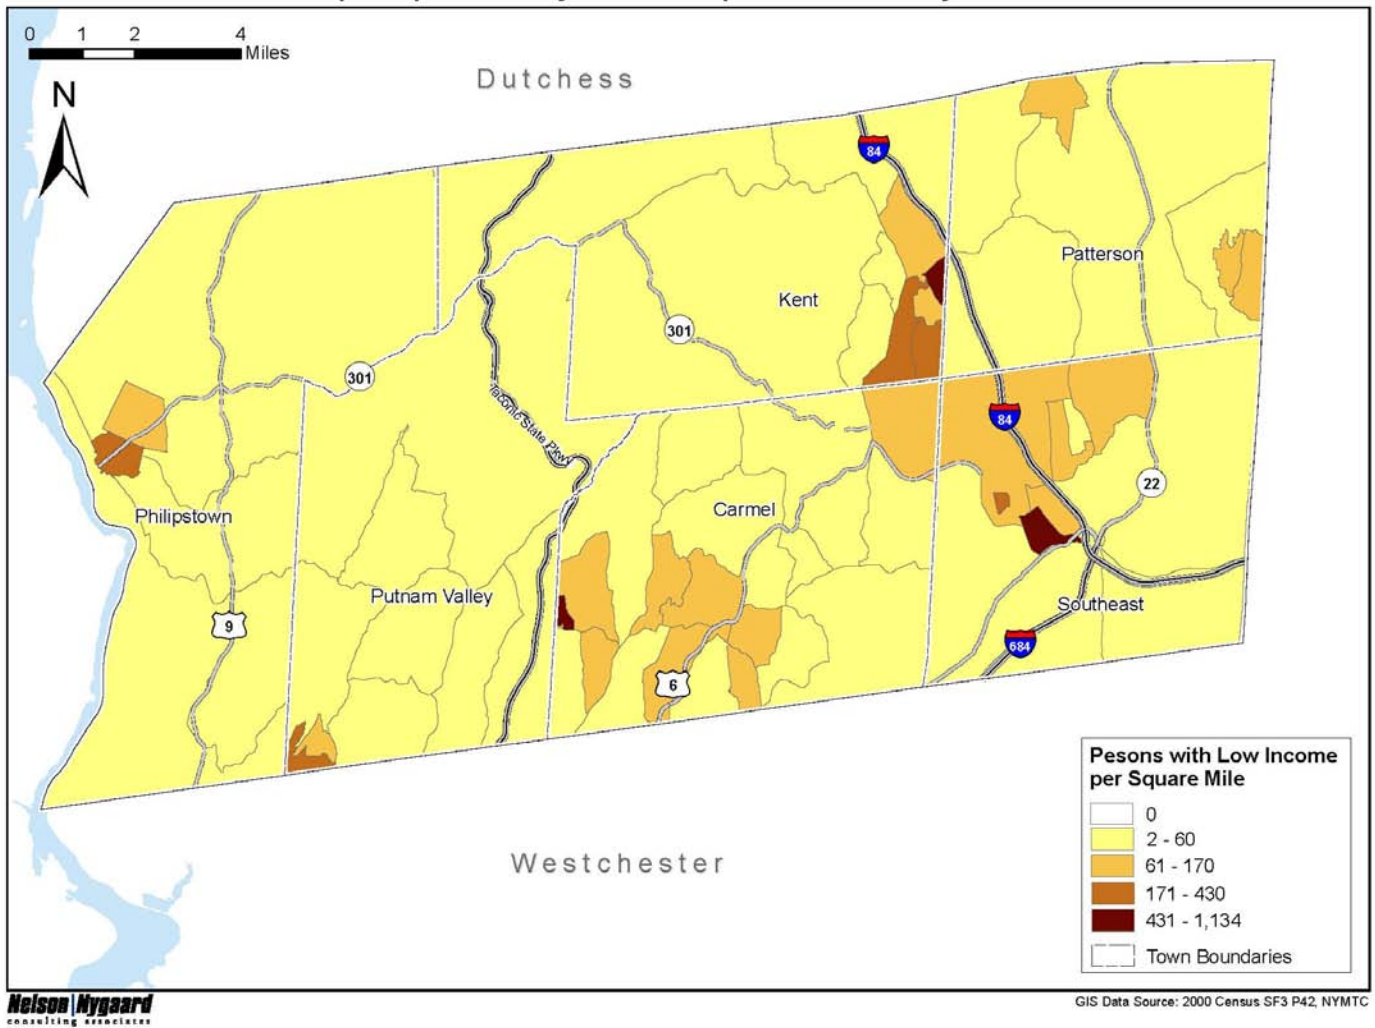 0 1 2 4
Miles
N
Dutchess
84
Patterson
Kent
301
301
Taconic State Pkwy
84
22
Carmel
Philipstown
Putnam Valley
Southeast
9
684
6
Pesons with Low Income
per Square Mile
0
2 - 60
61 - 170
171 - 430
431 - 1,134
Town Boundaries
Westchester
Nelson|Nygaard
consulting associates
GIS Data Source: 2000 Census SF3 P42, NYMTC